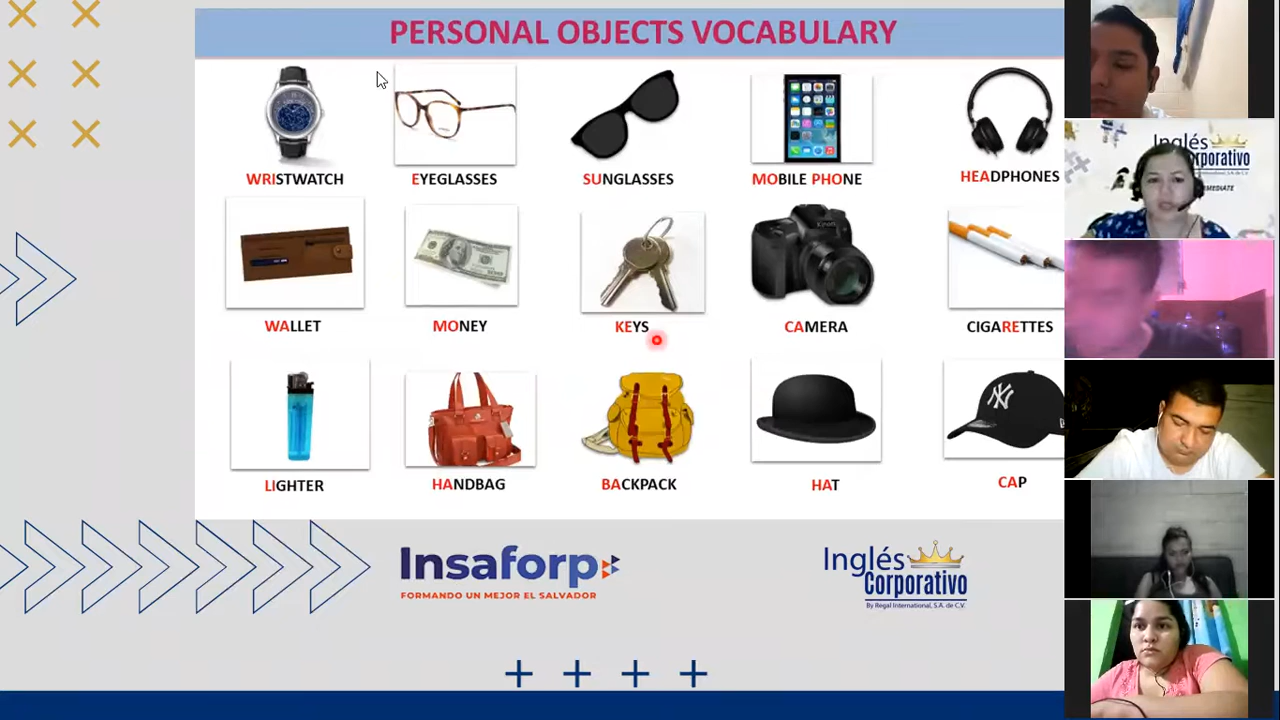 PERSONAL OBJECTS VOCABULARY
WRISTWATCH EYEGLASSES SUNGLASSES MOBILE PHONE HEADPHONES
WALLET MONEY KEYS CAMERA CIGARETTES
LIGHTER HANDBAG BACKPACK HAT CAP
Insaforp
FORMANDO UN MEJOR EL SALVADOR
Inglés
Corporativo
By Regal International, S.A. de C.V.
Inglés
orporativo